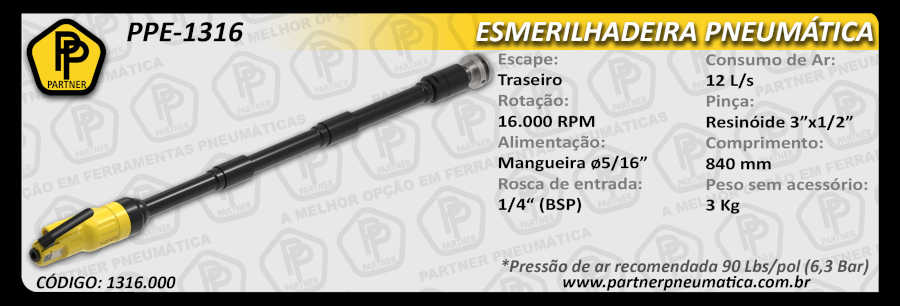 PP
PARTNER
PPE-1316
ESMERILHADEIRA PNEUMÁTICA
Escape:
Traseiro
Rotação:
16.000 RPM
Alimentação:
Mangueira ø5/16”
Rosca de entrada:
1/4“ (BSP)
Consumo de Ar:
12 L/s
Pinça:
Resinóide 3”x1/2”
Comprimento:
840 mm
Peso sem acessório:
3 Kg
CÓDIGO: 1316.000
*Pressão de ar recomendada 90 Lbs/pol (6,3 Bar)
www.partnerpneumatica.com.br